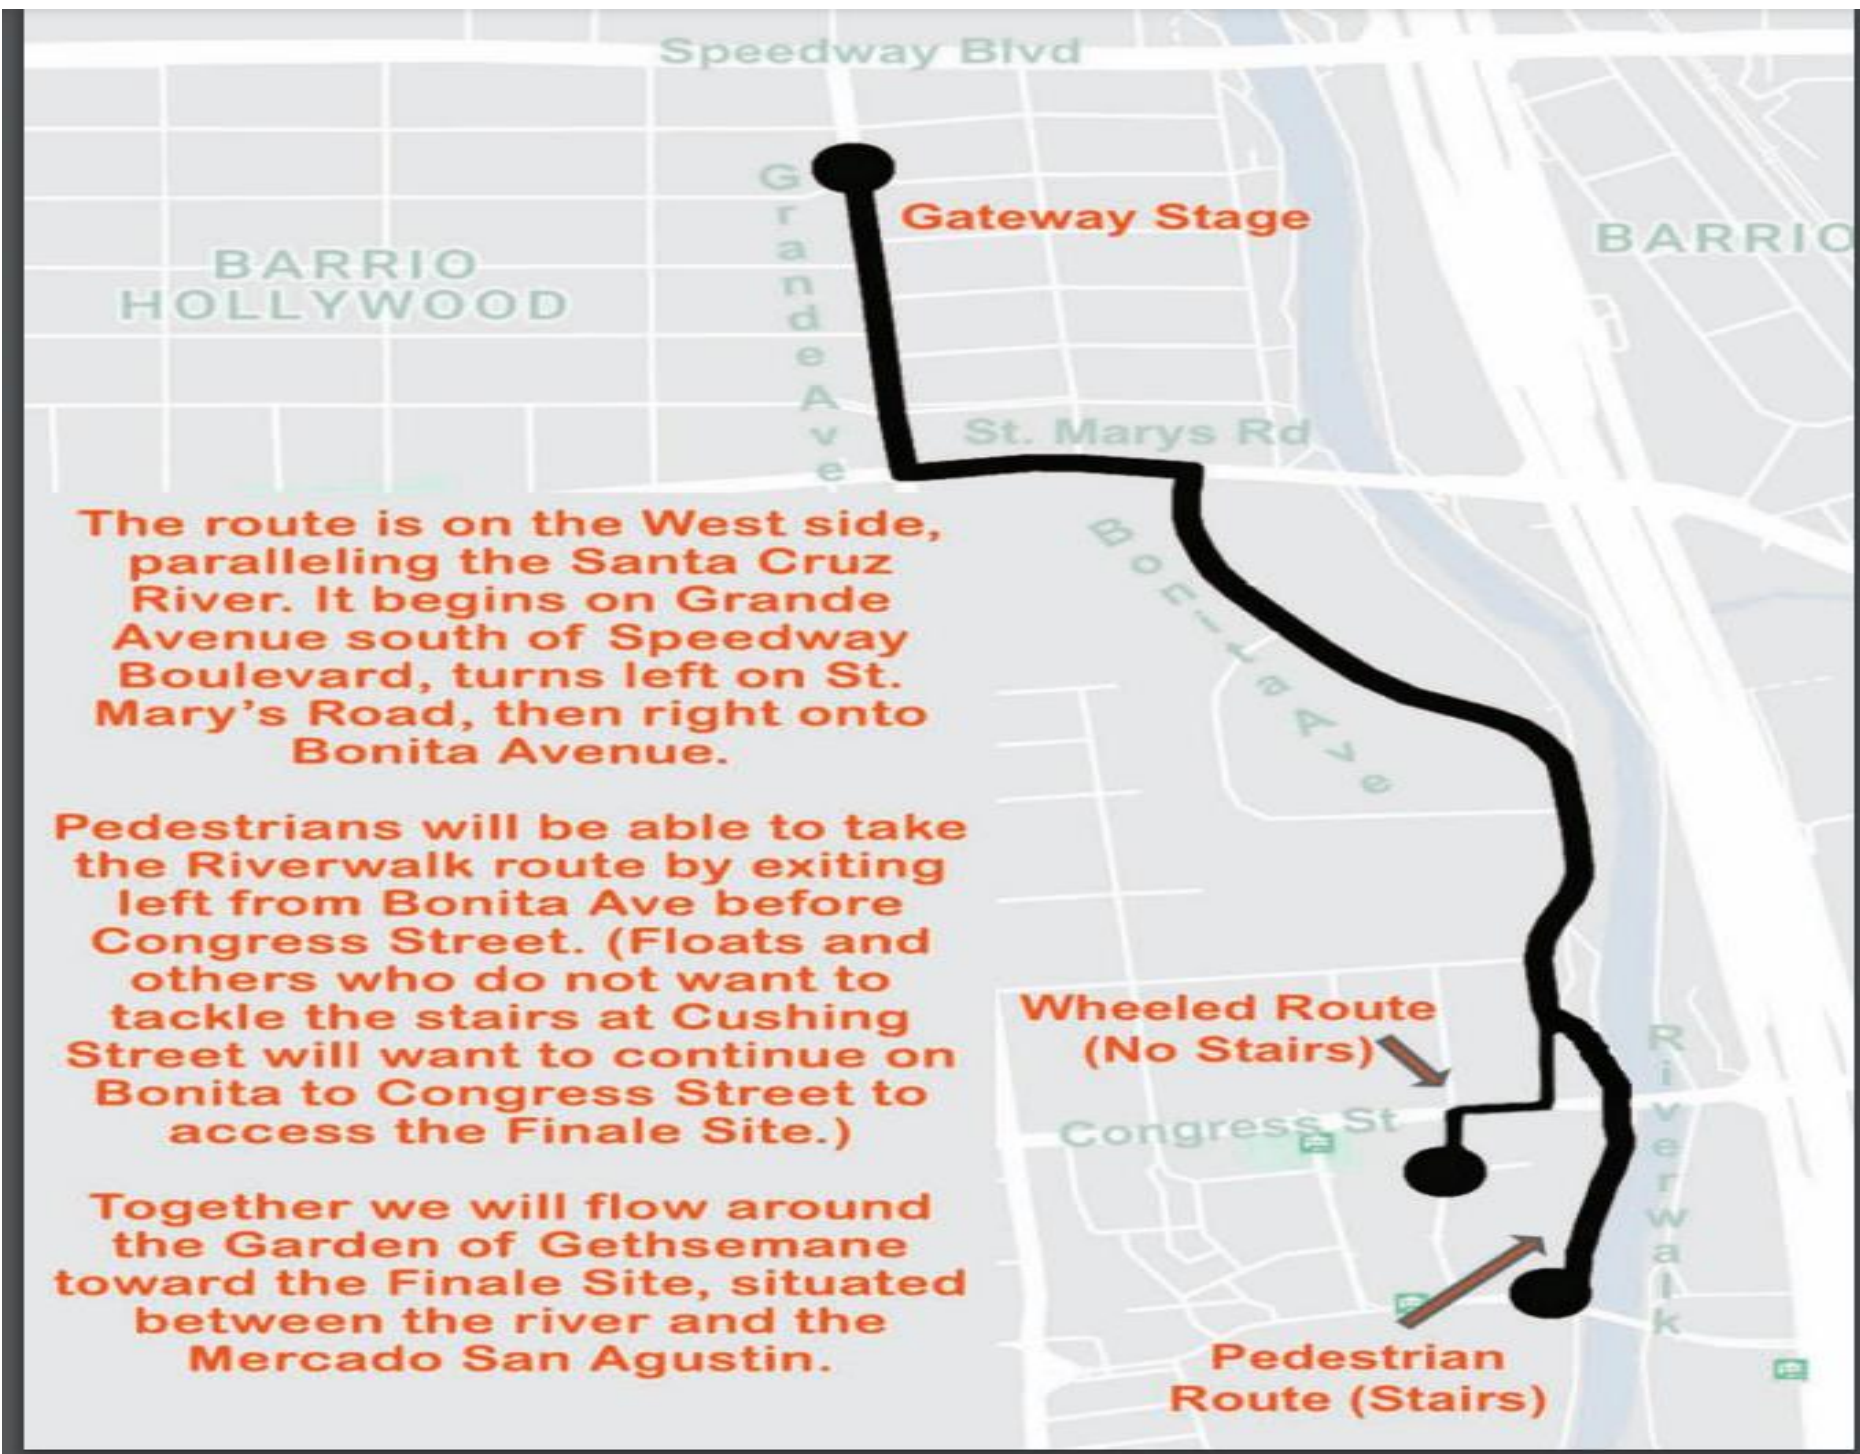 Speedway Blvd
Grande Ave
Gateway Stage
BARRIO
HOLLYWOOD
BARRIO
St. Marys Rd
Bonita Ave
The route is on the West side,
paralleling the Santa Cruz
River. It begins on Grande
Avenue south of Speedway
Boulevard, turns left on St.
Mary’s Road, then right onto
Bonita Avenue.
Pedestrians will be able to take
the Riverwalk route by exiting
left from Bonita Ave before
Congress Street. (Floats and
others who do not want to
tackle the stairs at Cushing
Street will want to continue on
Bonita to Congress Street to
access the Finale Site.)
Together we will flow around
the Garden of Gethsemane
toward the Finale Site, situated
between the river and the
Mercado San Agustin.
Wheeled Route
(No Stairs)
Congress St
Riverwalk
Pedestrian
Route (Stairs)